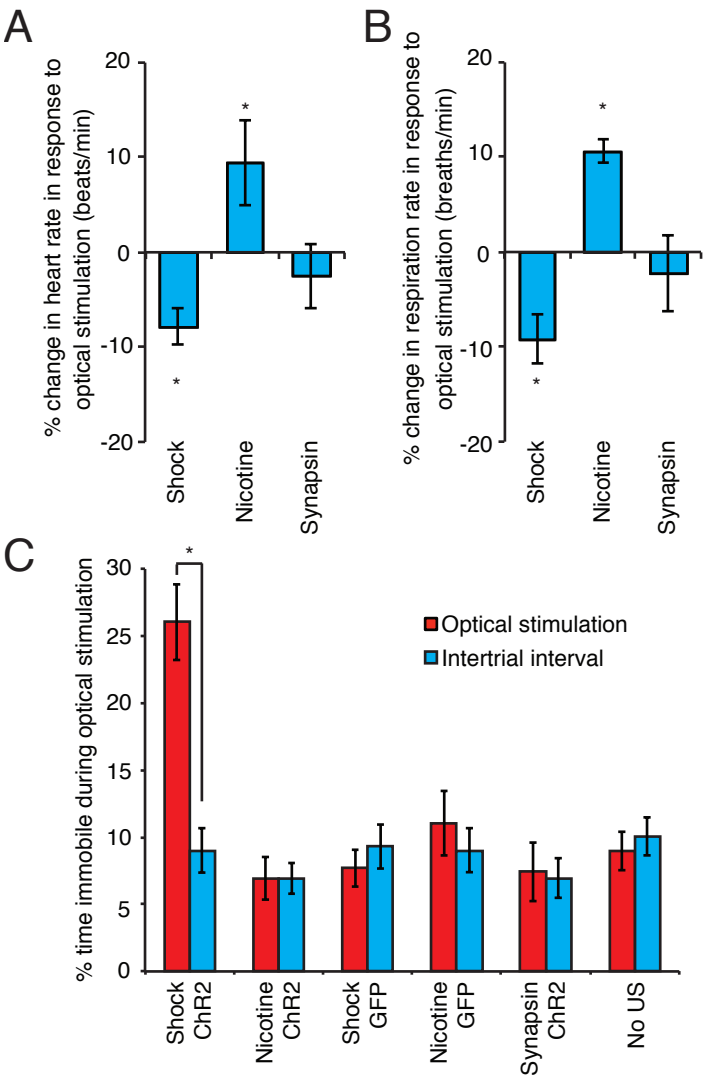 A
% change in heart rate in response to
optical stimulation (beats/min)
20
10
0
-10
-20
*
*
Shock
Nicotine
Synapsin
B
% change in respiration rate in response to
optical stimulation (breaths/min)
20
10
0
-10
-20
*
*
Shock
Nicotine
Synapsin
C
% time immobile during optical stimulation
30
25
20
15
10
5
0
*
Optical stimulation
Intertrial interval
Shock
ChR2
Nicotine
ChR2
Shock
GFP
Nicotine
GFP
Synapsin
ChR2
No US